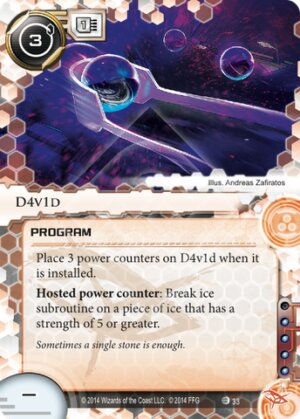 3
1
Illus. Andreas Zafiratos
D4v1d
PROGRAM
Place 3 power counters on D4v1d when it
is installed.
Hosted power counter: Break ice
subroutine on a piece of ice that has a
strength of 5 or greater.
Sometimes a single stone is enough.
–
© 2014 Wizards of the Coast LLC. © 2014 FFG
33